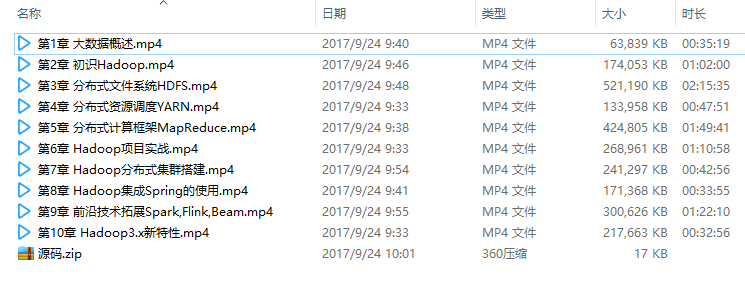 名称 日期 类型 大小 时长
第1章 大数据概述.mp4 2017/9/24 9:40 MP4 文件 63,839 KB 00:35:19
第2章 初识Hadoop.mp4 2017/9/24 9:46 MP4 文件 174,053 KB 01:02:00
第3章 分布式文件系统HDFS.mp4 2017/9/24 9:48 MP4 文件 521,190 KB 02:15:35
第4章 分布式资源调度YARN.mp4 2017/9/24 9:33 MP4 文件 133,958 KB 00:47:51
第5章 分布式计算框架MapReduce.mp4 2017/9/24 9:38 MP4 文件 424,805 KB 01:49:41
第6章 Hadoop项目实战.mp4 2017/9/24 9:33 MP4 文件 268,961 KB 01:10:58
第7章 Hadoop分布式集群搭建.mp4 2017/9/24 9:54 MP4 文件 241,297 KB 00:42:56
第8章 Hadoop集成Spring的使用.mp4 2017/9/24 9:41 MP4 文件 171,368 KB 00:33:55
第9章 前沿技术拓展Spark,Flink,Beam.mp4 2017/9/24 9:55 MP4 文件 300,626 KB 01:22:10
第10章 Hadoop3.x新特性.mp4 2017/9/24 9:33 MP4 文件 217,663 KB 00:32:56
源码.zip 2017/9/24 10:01 360压缩 17 KB